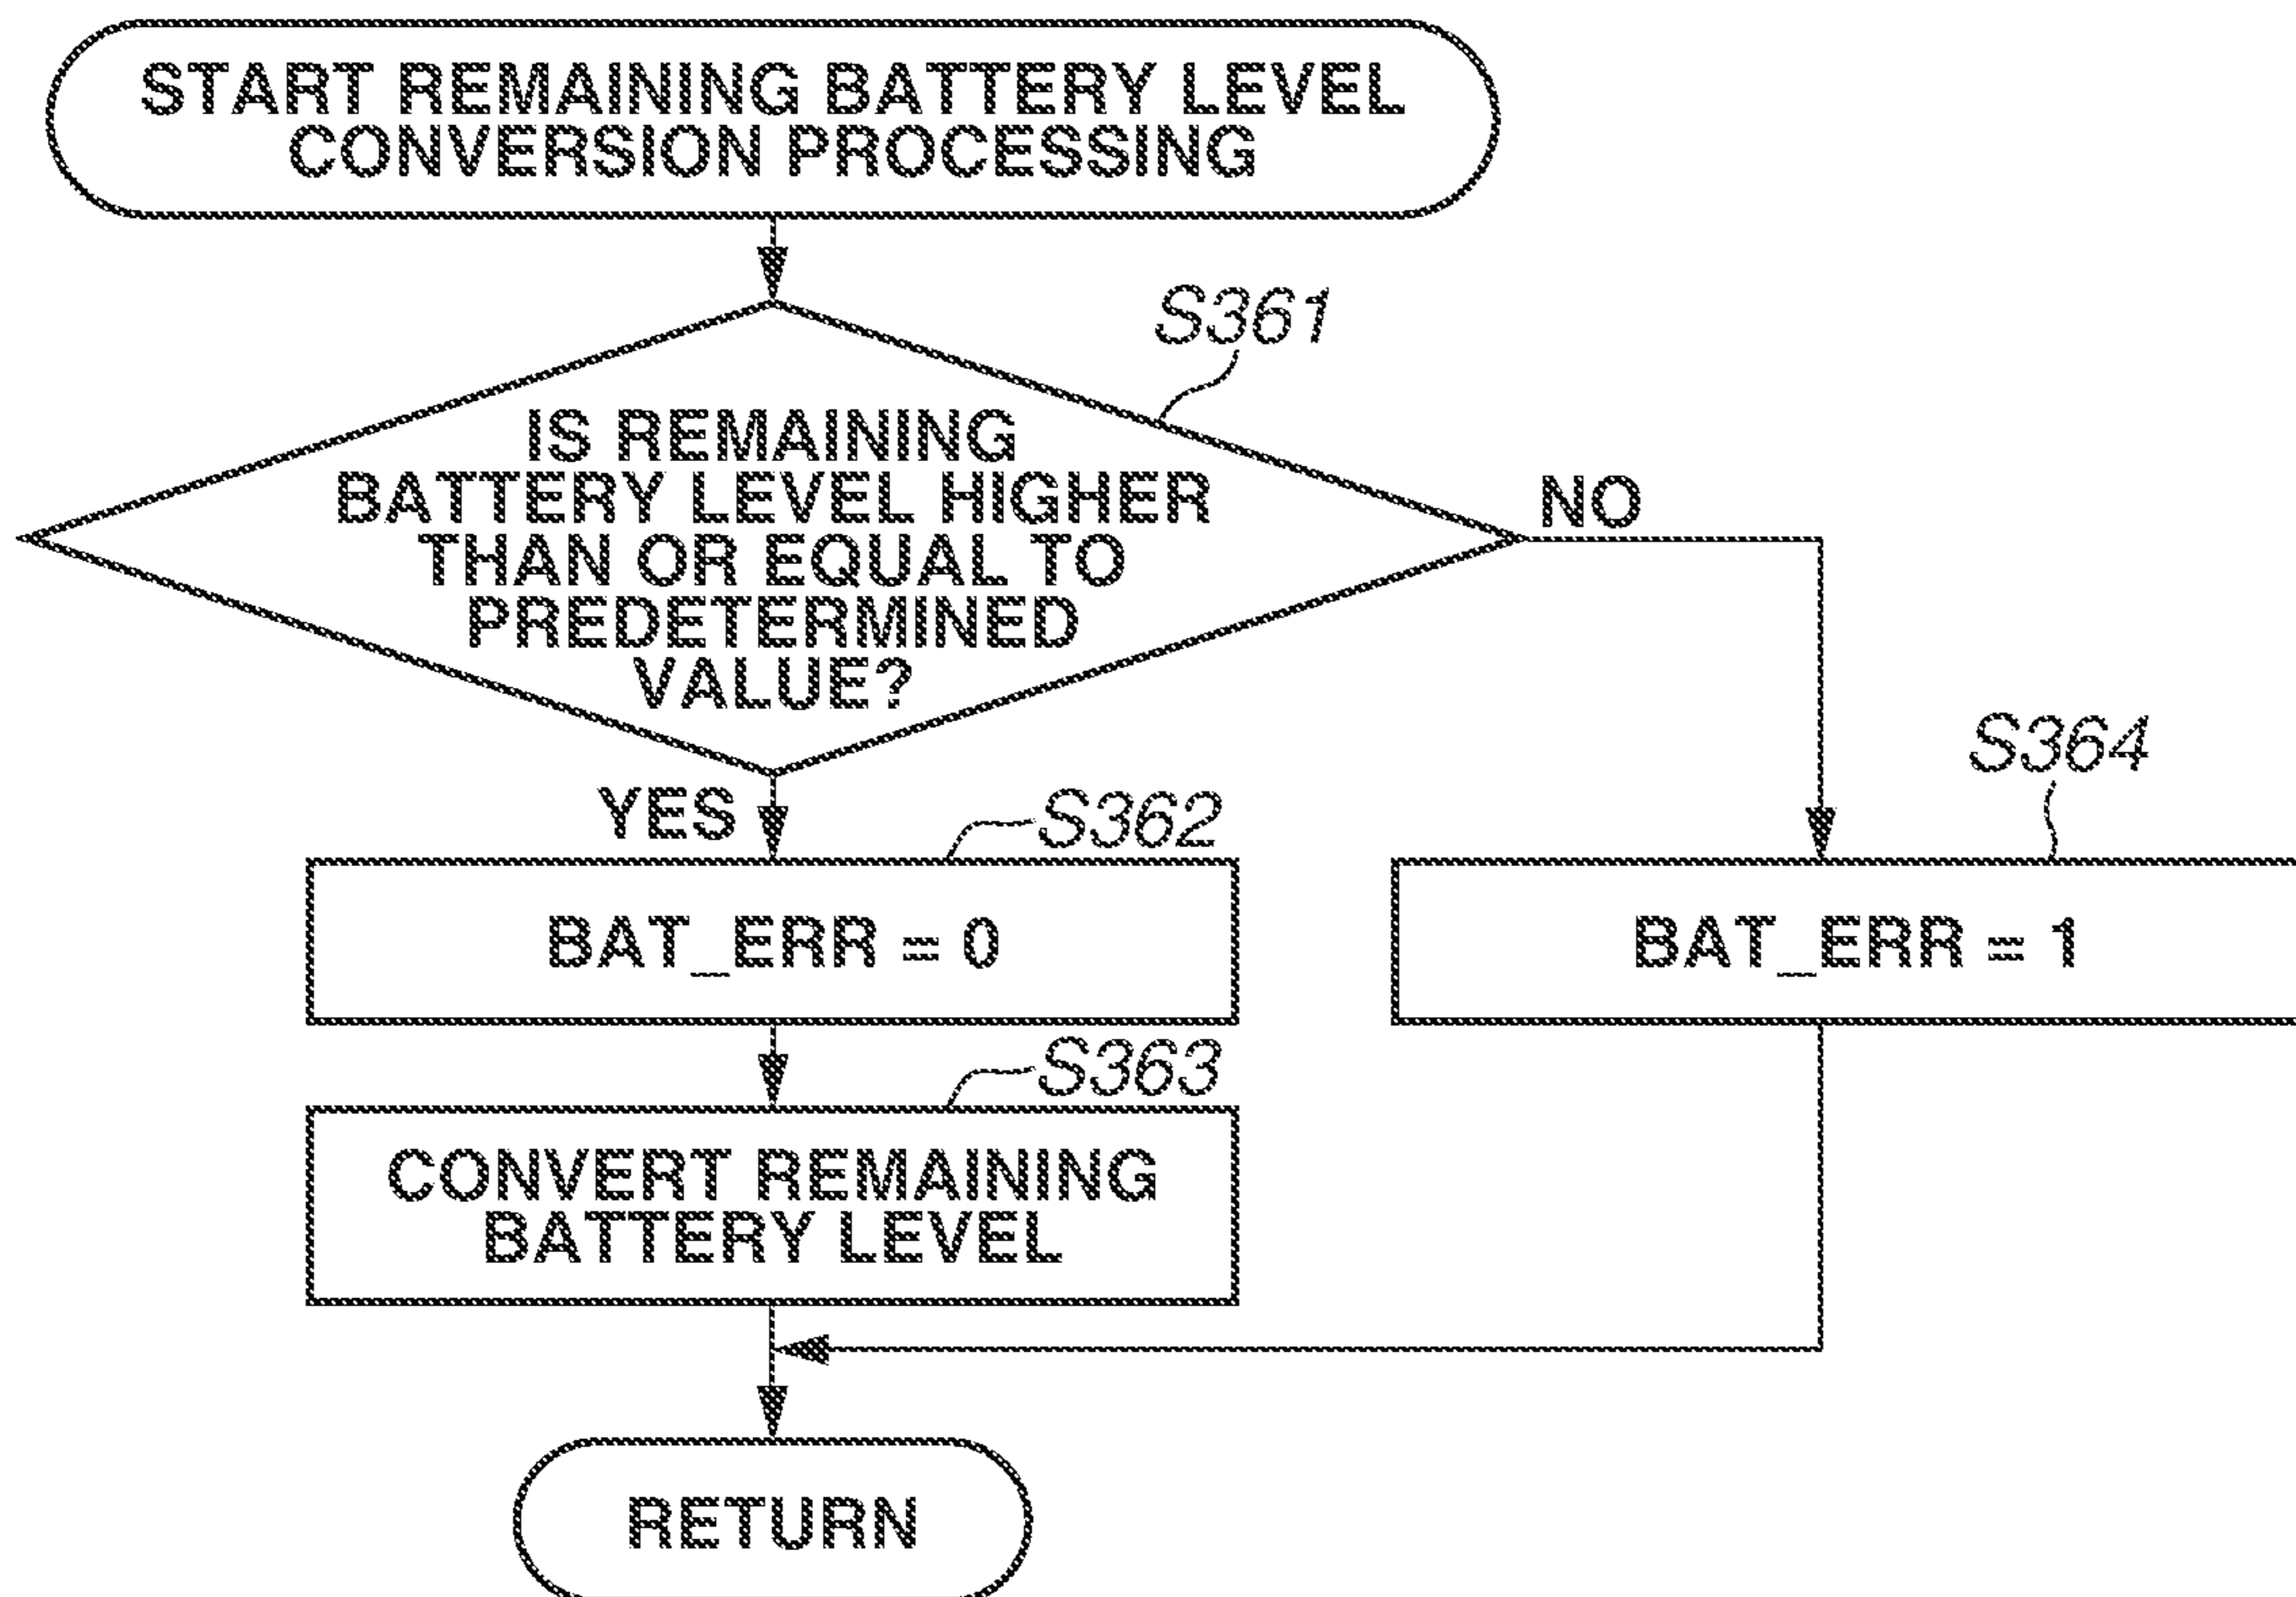 START REMAINING BATTERY LEVEL
CONVERSION PROCESSING
S361
IS REMAINING
BATTERY LEVEL HIGHER
THAN OR EQUAL TO
PREDETERMINED
VALUE?
NO
YES
S362
S364
BAT_ERR = 0
BAT_ERR = 1
S363
CONVERT REMAINING
BATTERY LEVEL
RETURN